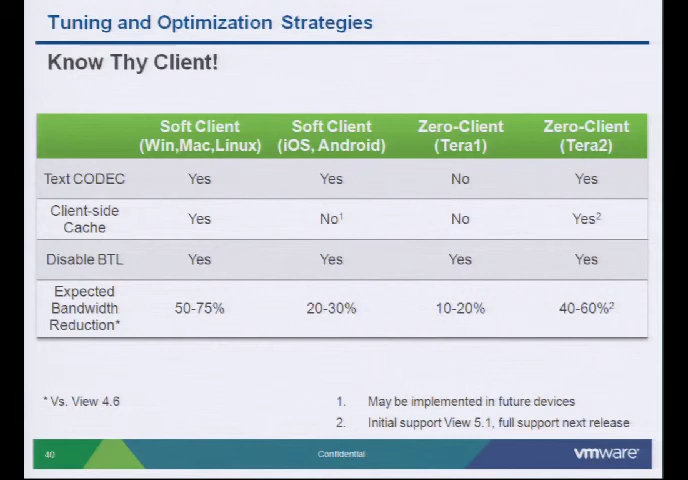 Tuning and Optimization Strategies
Know Thy Client!
Soft Client (Win,Mac,Linux) Soft Client (iOS, Android) Zero-Client (Tera1) Zero-Client (Tera2)
Text CODEC Yes Yes No Yes
Client-side Cache Yes No¹ No Yes²
Disable BTL Yes Yes Yes Yes
Expected Bandwidth Reduction* 50-75% 20-30% 10-20% 40-60%²
* Vs. View 4.6
1. May be implemented in future devices
2. Initial support View 5.1, full support next release
40 Confidential vmware